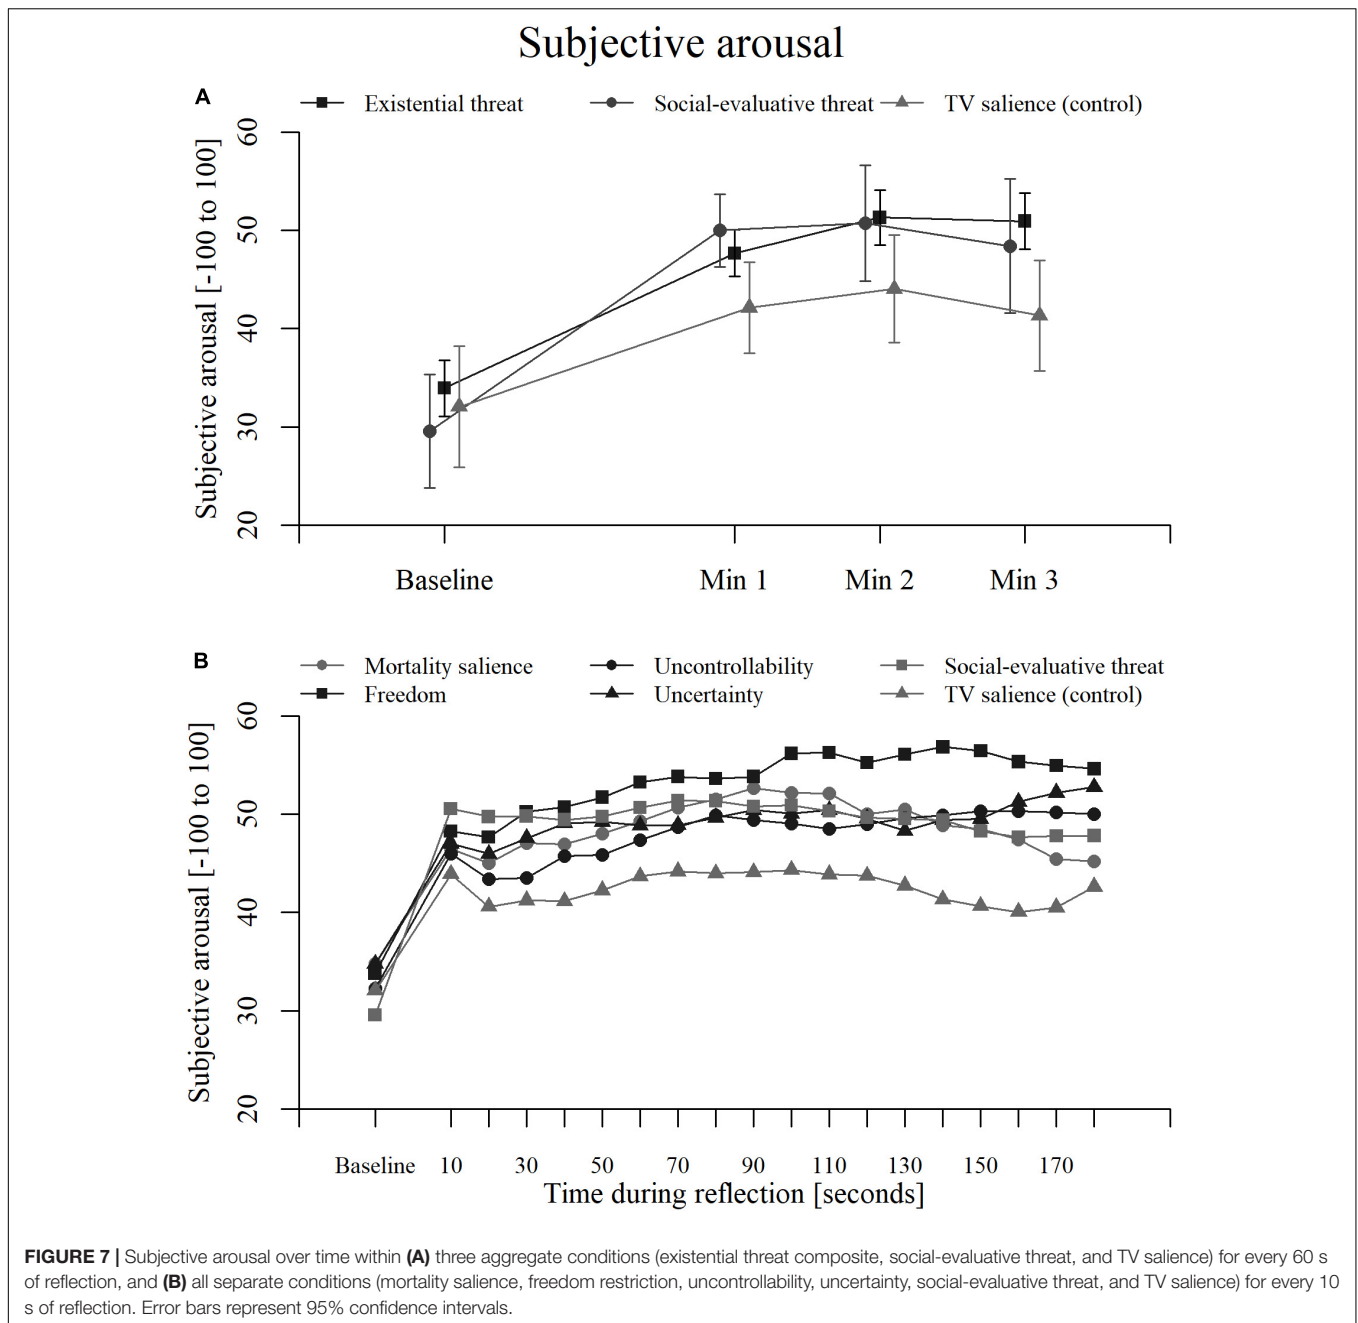 Subjective arousal
A
Existential threat
Social-evaluative threat
TV salience (control)
Subjective arousal [-100 to 100]
60
50
40
30
20
Baseline
Min 1
Min 2
Min 3
B
Mortality salience
Uncontrollability
Social-evaluative threat
Freedom
Uncertainty
TV salience (control)
Subjective arousal [-100 to 100]
60
50
40
30
20
Baseline
10
30
50
70
90
110
130
150
170
Time during reflection [seconds]
FIGURE 7 | Subjective arousal over time within (A) three aggregate conditions (existential threat composite, social-evaluative threat, and TV salience) for every 60 s
of reflection, and (B) all separate conditions (mortality salience, freedom restriction, uncontrollability, uncertainty, social-evaluative threat, and TV salience) for every 10
s of reflection. Error bars represent 95% confidence intervals.